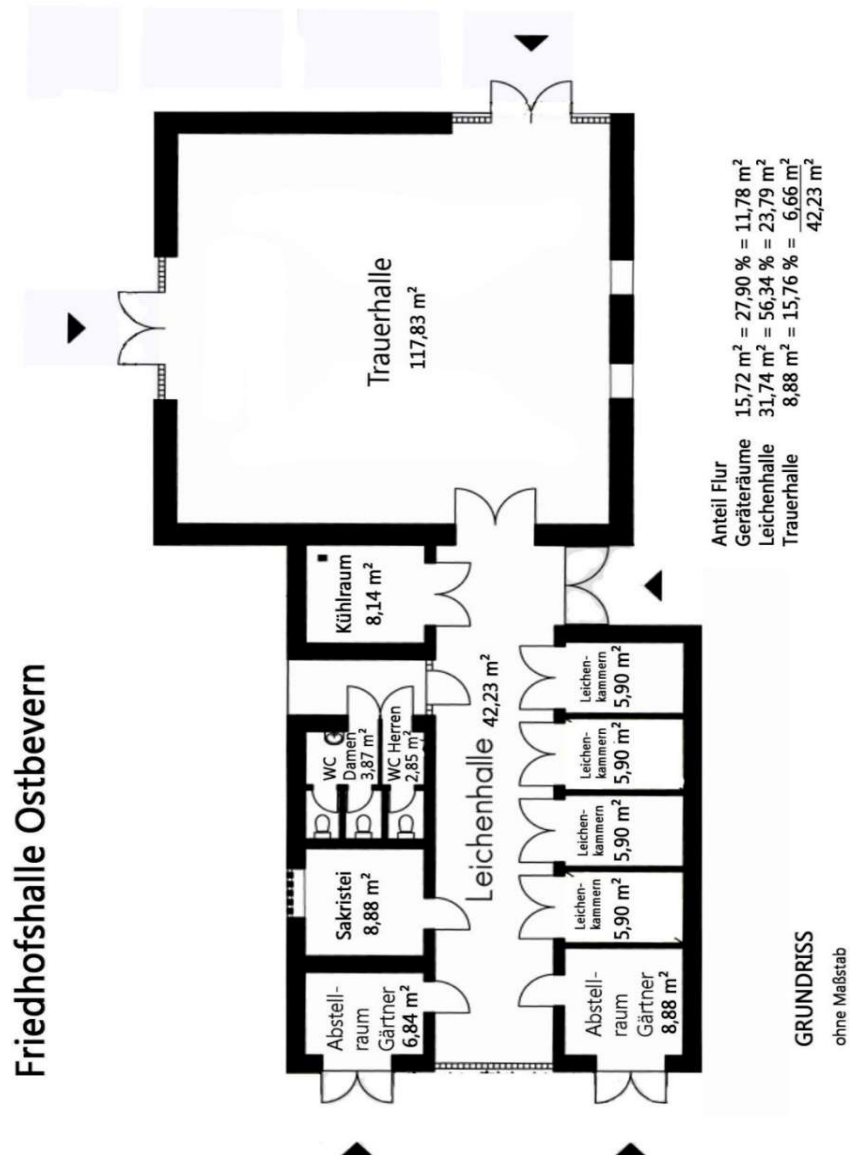 Friedhofshalle Ostbevern
Abstell-
raum
Gärtner
6,84 m²
Sakristei
8,88 m²
WC
Damen
3,87 m²
WC Herren
2,85 m²
Kühlraum
8,14 m²
Trauerhalle
117,83 m²
Leichenhalle 42,23 m²
Abstell-
raum
Gärtner
8,88 m²
Leichen-
kammern
5,90 m²
Leichen-
kammern
5,90 m²
Leichen-
kammern
5,90 m²
Leichen-
kammern
5,90 m²
GRUNDRISS
ohne Maßstab
Anteil Flur
Geräteräume 15,72 m² = 27,90 % = 11,78 m²
Leichenhalle 31,74 m² = 56,34 % = 23,79 m²
Trauerhalle 8,88 m² = 15,76 % = 6,66 m²
42,23 m²